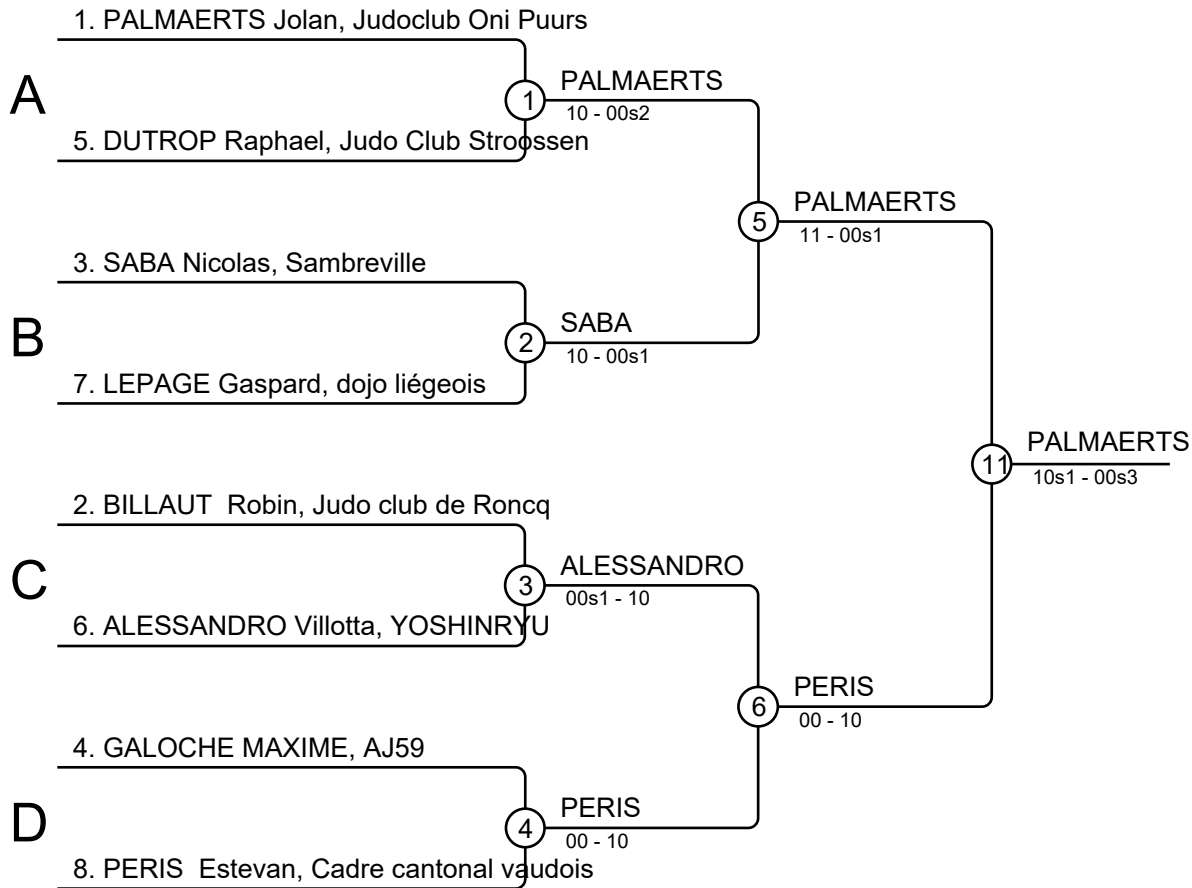 1. PALMAERTS Jolan, Judoclub Oni Puurs
A
1
PALMAERTS
10 - 00s2
5. DUTROP Raphael, Judo Club Stroossen
5
PALMAERTS
11 - 00s1
3. SABA Nicolas, Sambreville
B
2
SABA
10 - 00s1
7. LEPAGE Gaspard, dojo liégeois
11
PALMAERTS
10s1 - 00s3
2. BILLAUT  Robin, Judo club de Roncq
C
3
ALESSANDRO
00s1 - 10
6. ALESSANDRO Villotta, YOSHINRYU
6
PERIS
00 - 10
4. GALOCHE MAXIME, AJ59
D
4
PERIS
00 - 10
8. PERIS  Estevan, Cadre cantonal vaudois